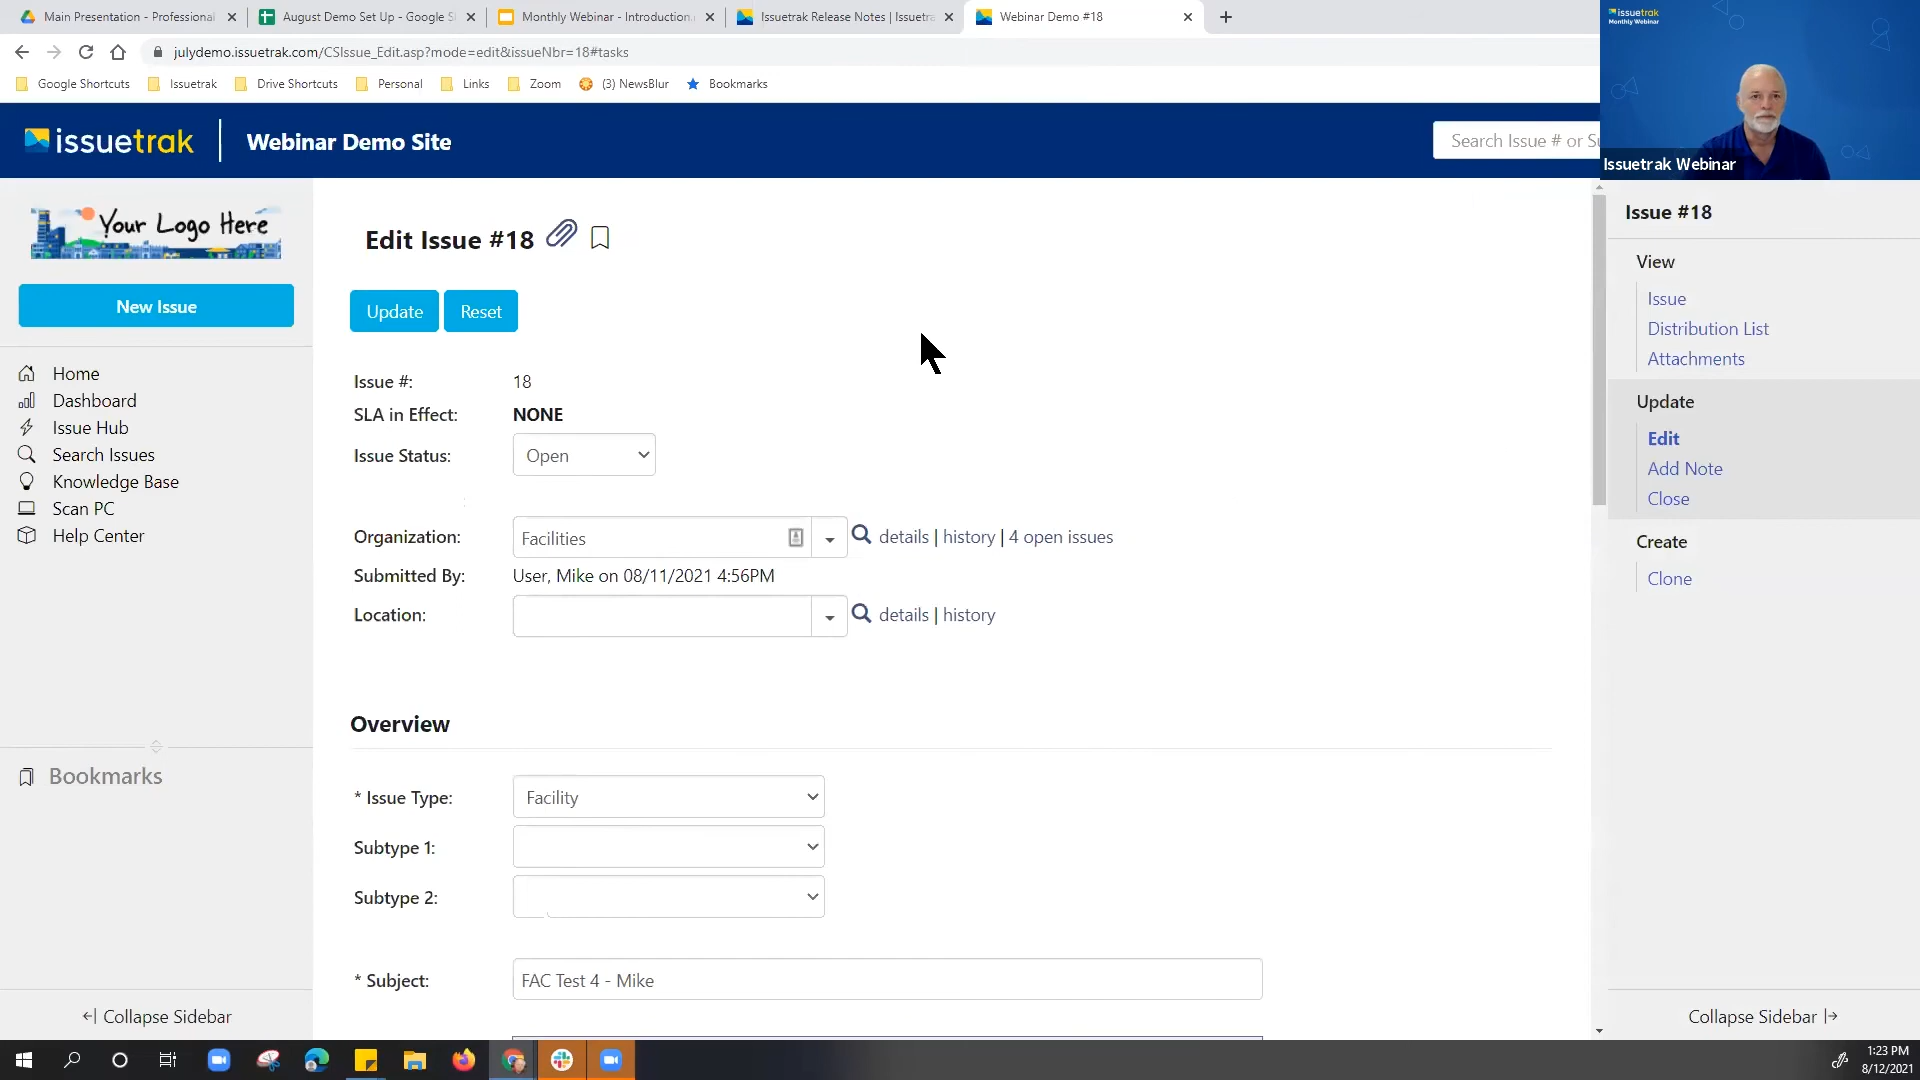 Main Presentation - Professional
August Demo Set Up - Google S
Monthly Webinar - Introduction
Issuetrak Release Notes | Issuetra
Webinar Demo #18
julydemo.issuetrak.com/CSIssue_Edit.asp?mode=edit&issueNbr=18#tasks
Google Shortcuts
Issuetrak
Drive Shortcuts
Personal
Links
Zoom
(3) NewsBlur
Bookmarks
issuetrak
Monthly Webinar
Issuetrak Webinar
issuetrak
Webinar Demo Site
Search Issue # or Su
Your Logo Here
New Issue
Home
Dashboard
Issue Hub
Search Issues
Knowledge Base
Scan PC
Help Center
Bookmarks
Collapse Sidebar
Edit Issue #18
Update
Reset
Issue #: 18
SLA in Effect: NONE
Issue Status: Open
Organization: Facilities details | history | 4 open issues
Submitted By: User, Mike on 08/11/2021 4:56PM
Location: details | history
Overview
* Issue Type: Facility
Subtype 1:
Subtype 2:
* Subject: FAC Test 4 - Mike
Issue #18
View
Issue
Distribution List
Attachments
Update
Edit
Add Note
Close
Create
Clone
Collapse Sidebar
1:23 PM
8/12/2021